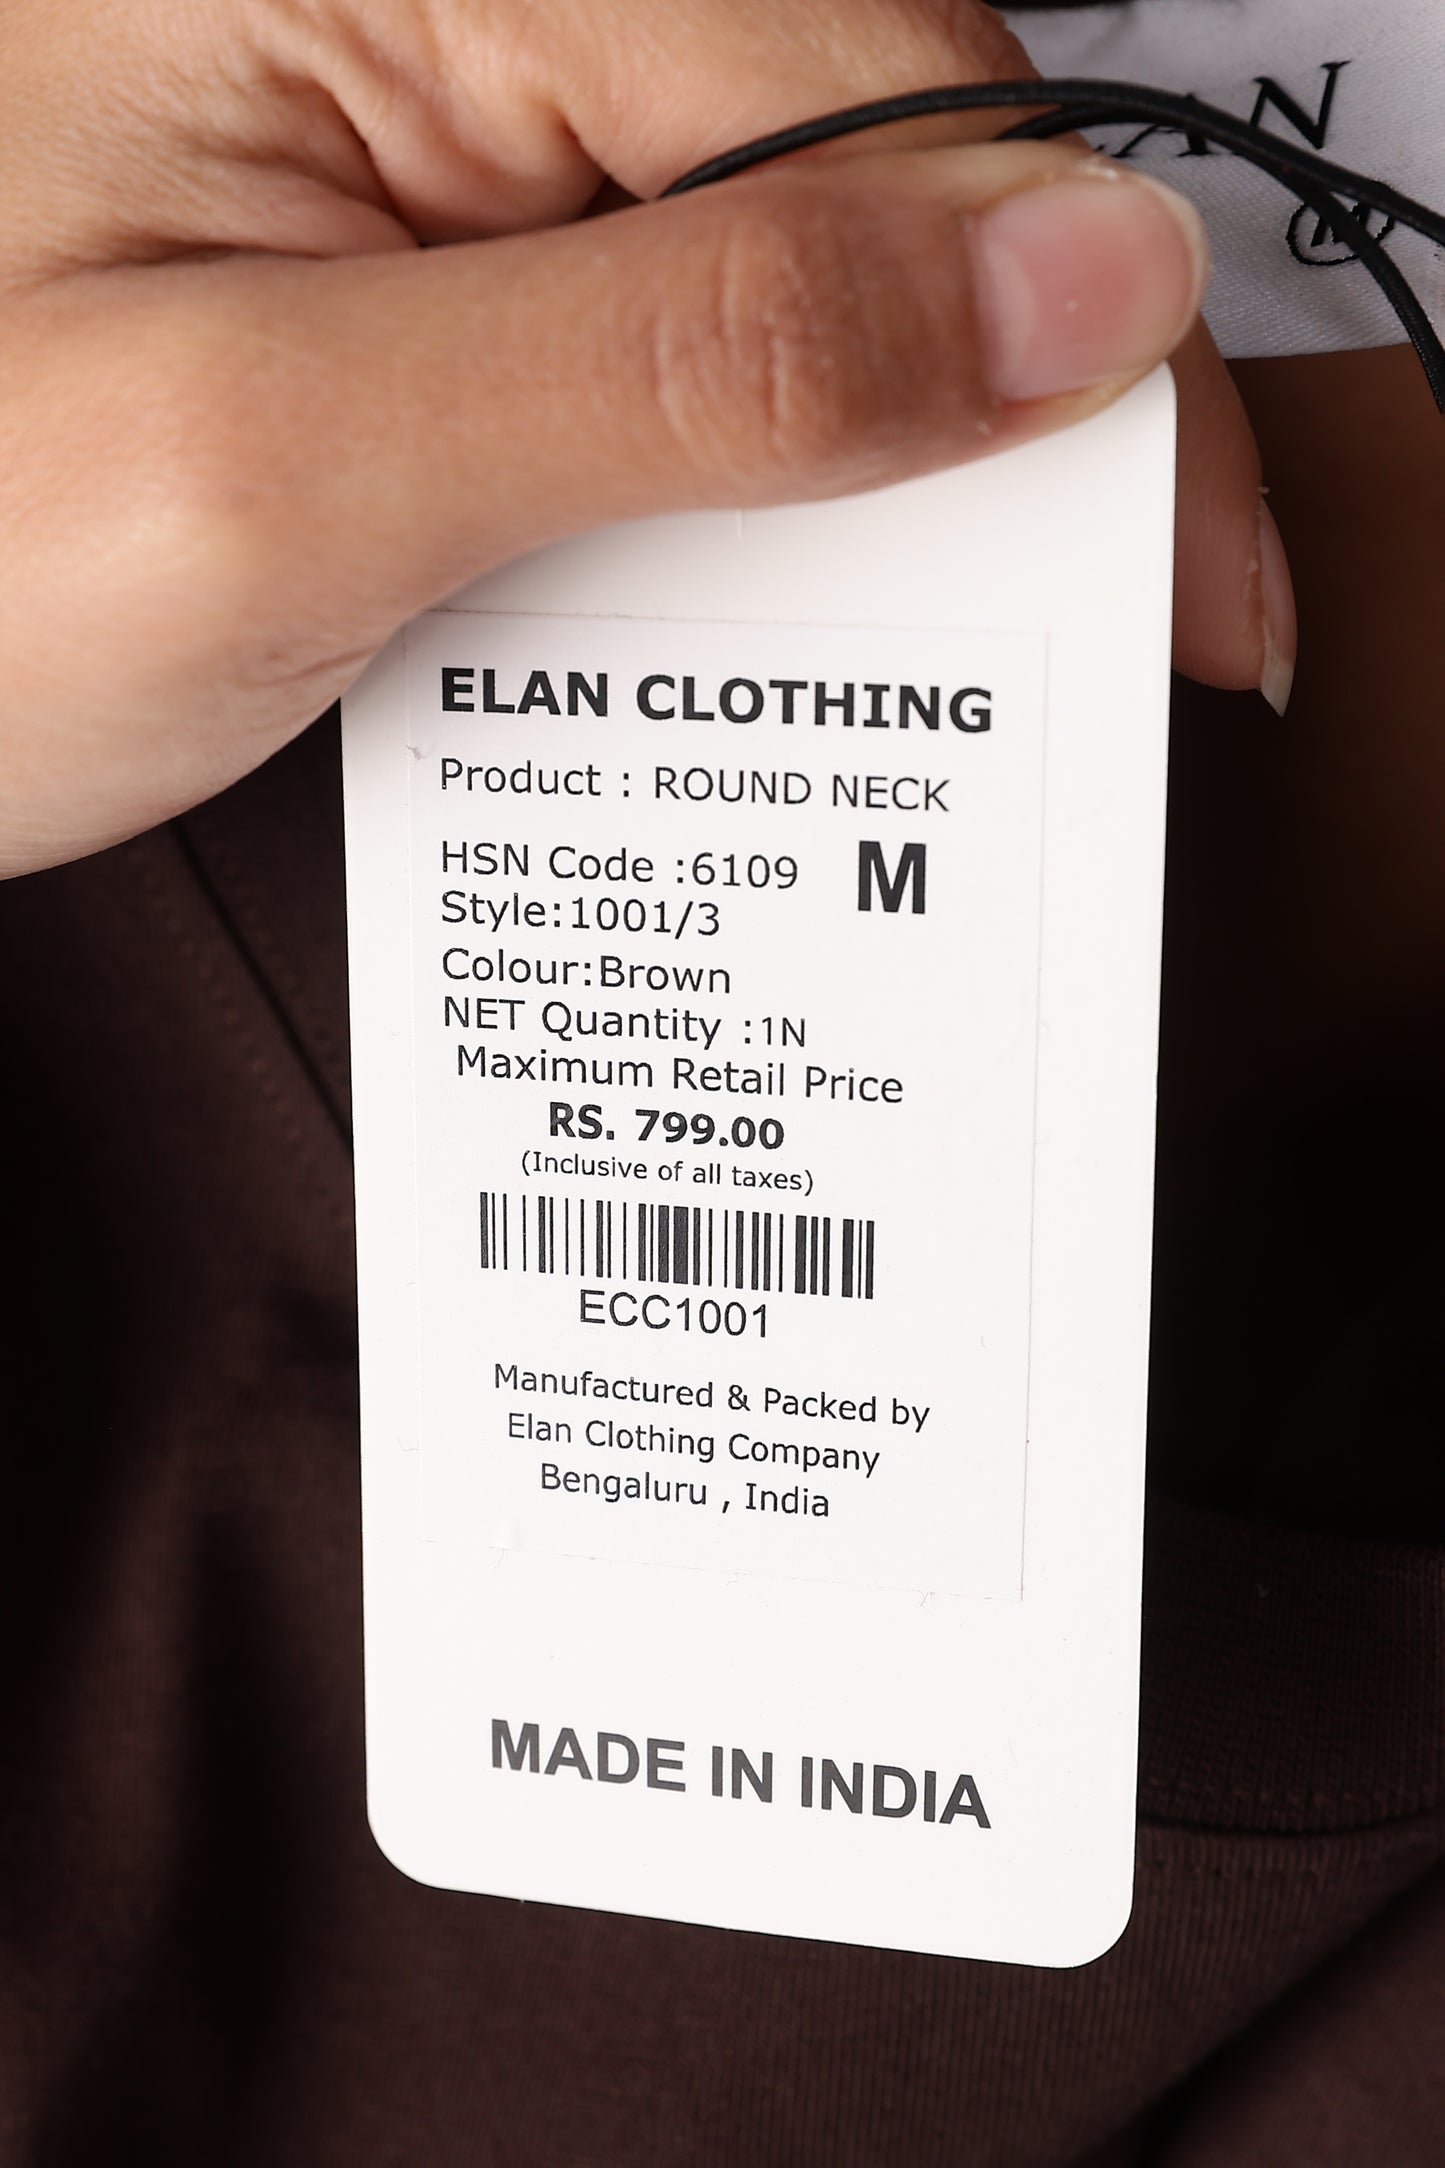 ELAN CLOTHING
Product : ROUND NECK
HSN Code :6109
M
Style:1001/3
Colour:Brown
NET Quantity :1N
Maximum Retail Price
RS. 799.00
(Inclusive of all taxes)
ECC1001
Manufactured & Packed by
Elan Clothing Company
Bengaluru , India
MADE IN INDIA